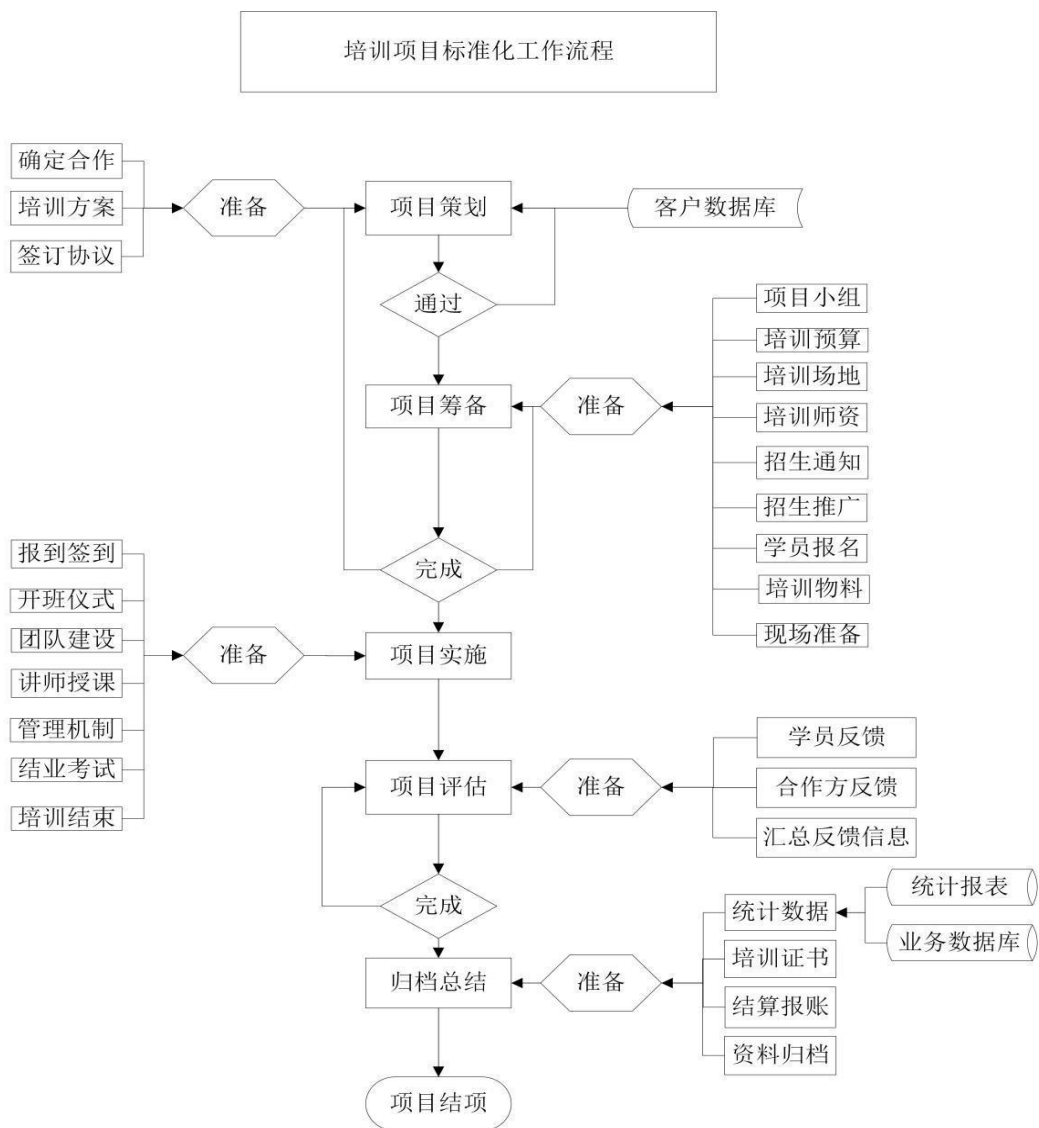 培训项目标准化工作流程
确定合作
培训方案
签订协议
准备
项目策划
客户数据库
通过
项目筹备
准备
项目小组
培训预算
培训场地
培训师资
招生通知
招生推广
学员报名
培训物料
现场准备
完成
报到签到
开班仪式
团队建设
讲师授课
管理机制
结业考试
培训结束
准备
项目实施
项目评估
准备
学员反馈
合作方反馈
汇总反馈信息
完成
统计数据
培训证书
结算报账
资料归档
统计报表
业务数据库
归档总结
准备
项目结项